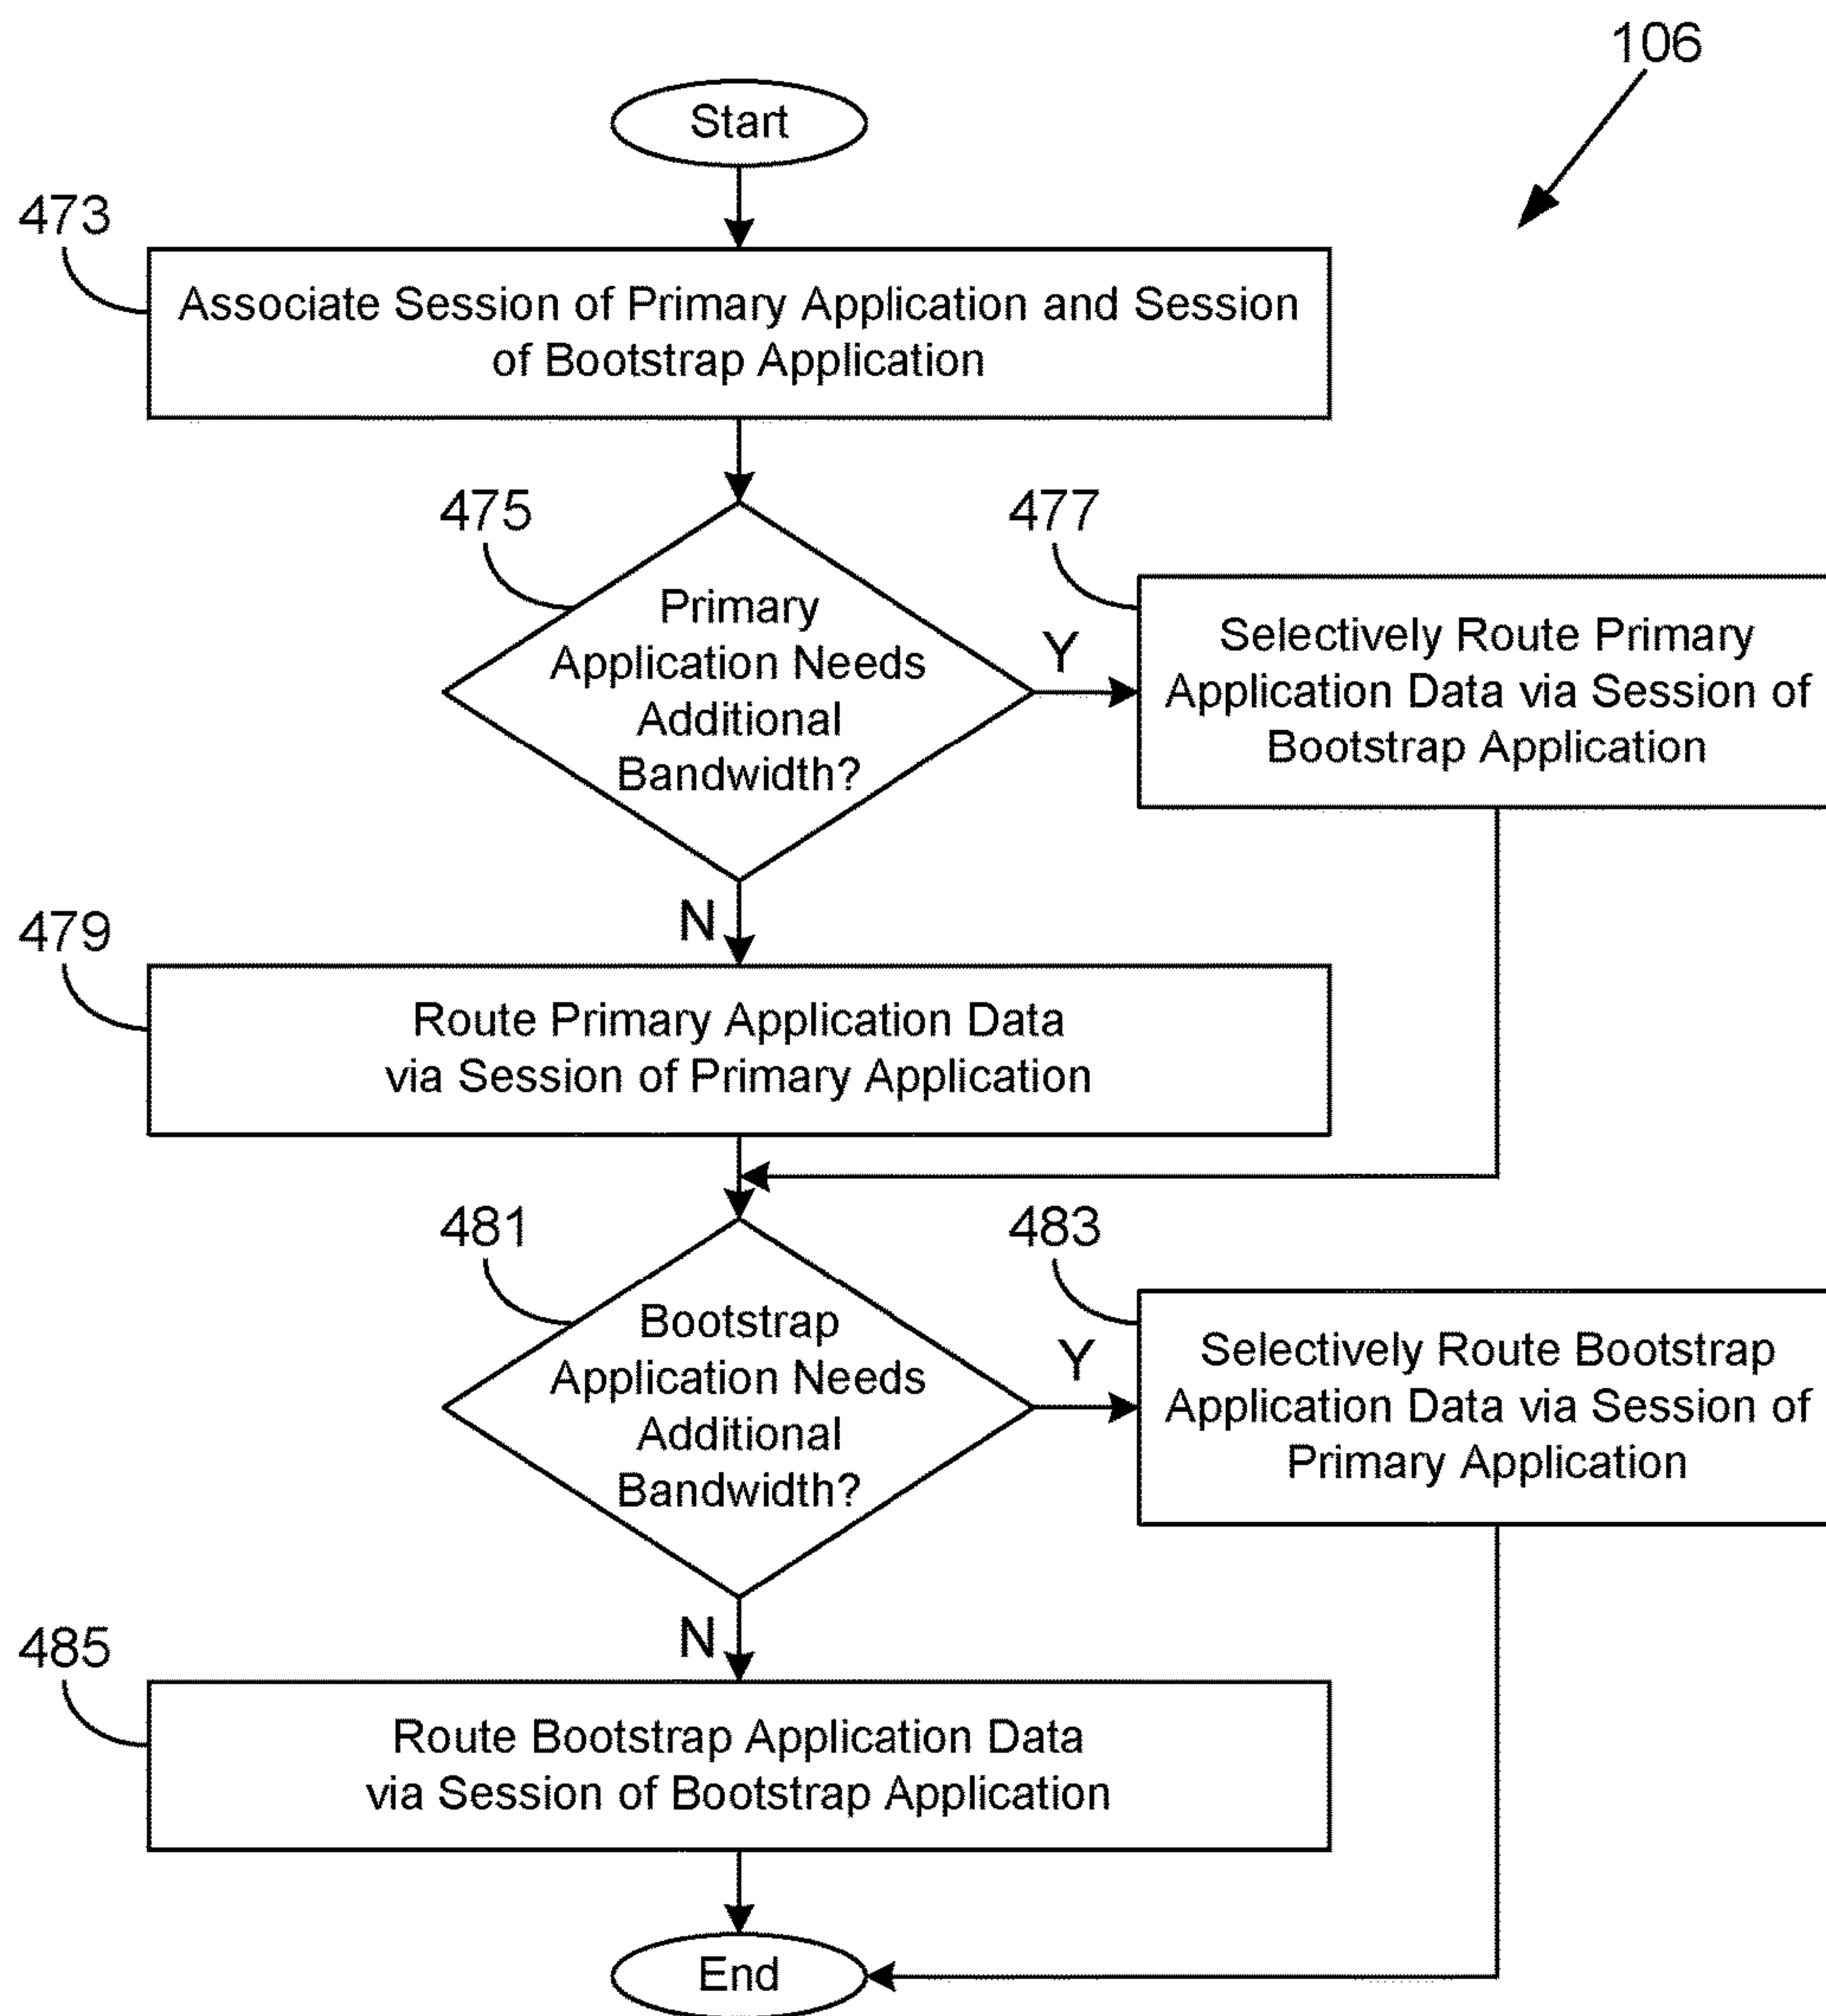 106
Start
473
Associate Session of Primary Application and Session
of Bootstrap Application
475
Primary
Application Needs
Additional
Bandwidth?
Y
477
Selectively Route Primary
Application Data via Session of
Bootstrap Application
N
479
Route Primary Application Data
via Session of Primary Application
481
Bootstrap
Application Needs
Additional
Bandwidth?
Y
483
Selectively Route Bootstrap
Application Data via Session of
Primary Application
N
485
Route Bootstrap Application Data
via Session of Bootstrap Application
End